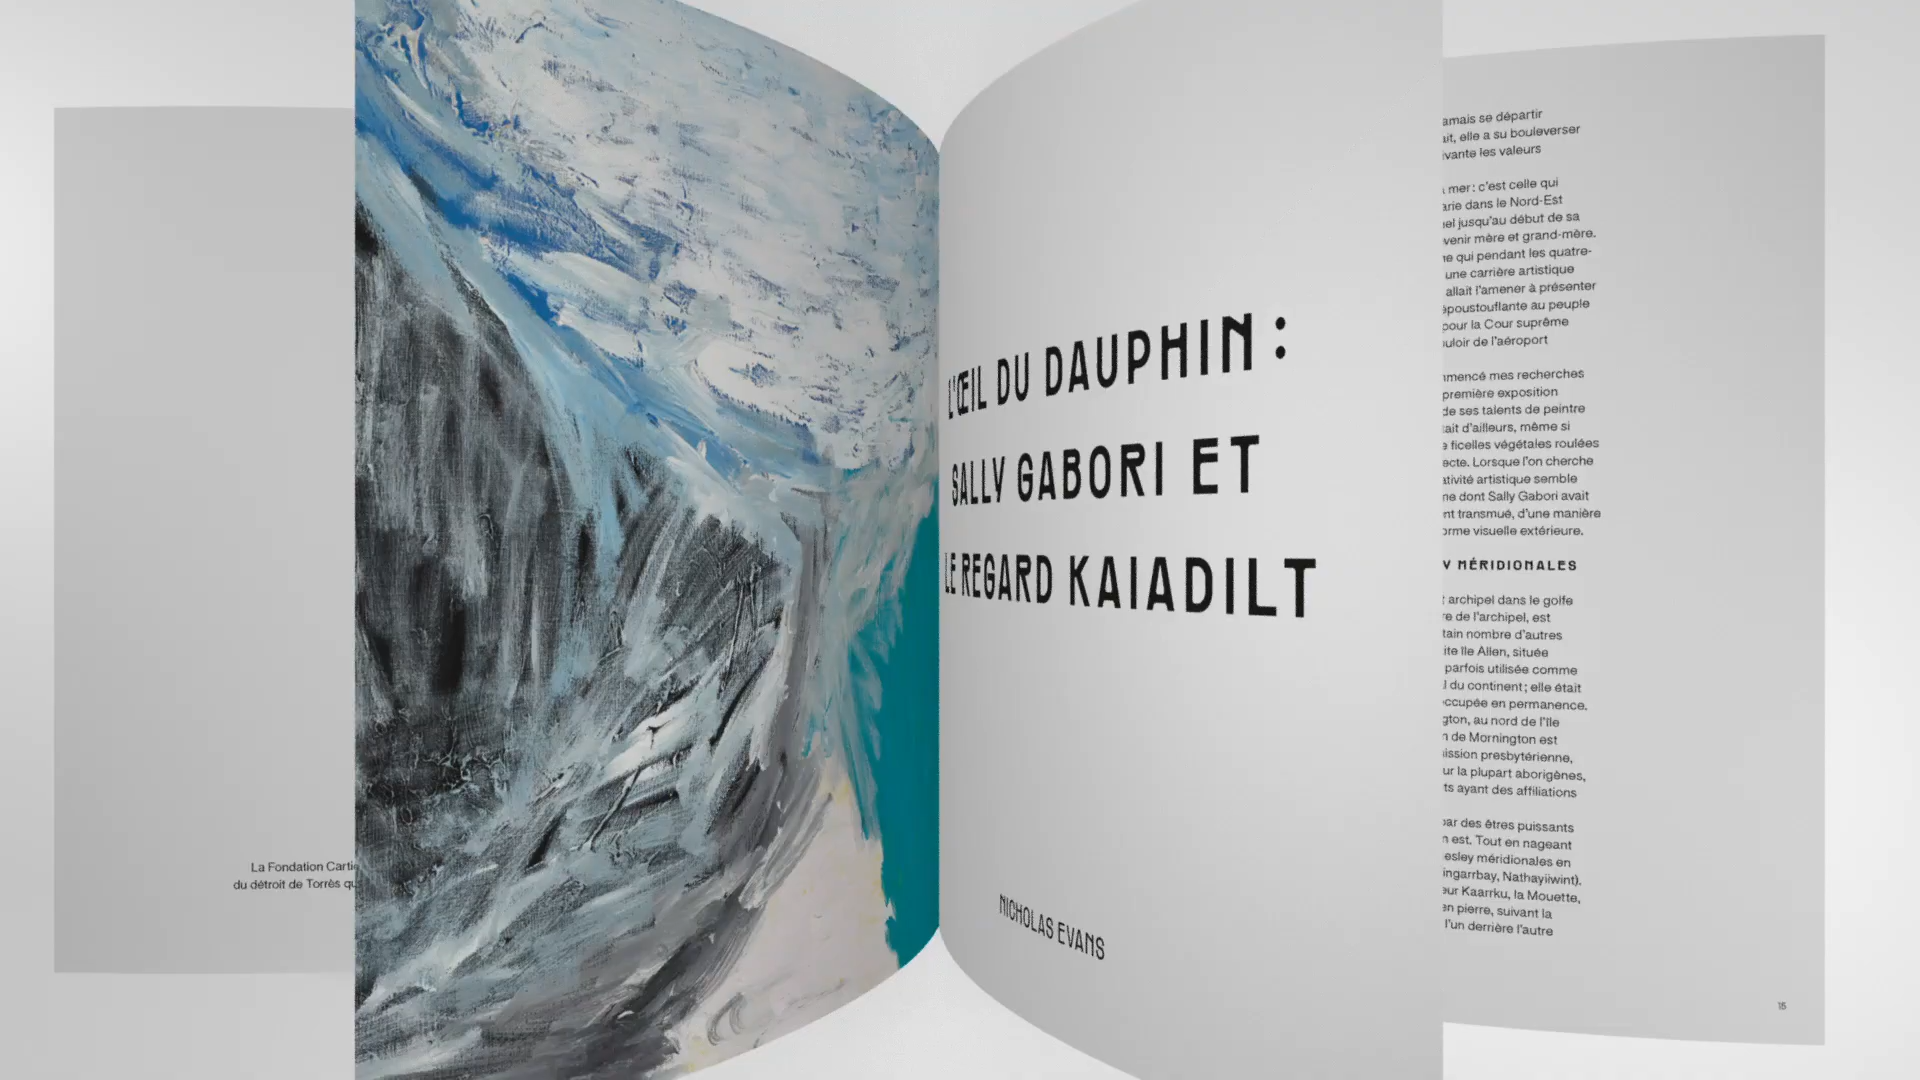 La Fondation Cartie
du détroit de Torrès qu
L'ŒIL DU DAUPHIN :
SALLY GABORI ET
LE REGARD KAIADILT
NICHOLAS EVANS
amais se départir
ait, elle a su bouleverser
ivante les valeurs
mer : c'est celle qui
arie dans le Nord-Est
uel jusqu'au début de sa
venir mère et grand-mère.
ne qui pendant les quatre-
une carrière artistique
allait l'amener à présenter
époustouflante au peuple
pour la Cour suprême
uloir de l'aéroport
mmencé mes recherches
première exposition
de ses talents de peintre
ait d'ailleurs, même si
e ficelles végétales roulées
ecte. Lorsque l'on cherche
ativité artistique semble
ne dont Sally Gabori avait
nt transmué, d'une manière
orme visuelle extérieure.
Y MÉRIDIONALES
archipel dans le golfe
re de l'archipel, est
tain nombre d'autres
ite île Allen, située
parfois utilisée comme
l du continent ; elle était
occupée en permanence.
gton, au nord de l'île
n de Mornington est
ission presbytérienne,
ur la plupart aborigènes,
ts ayant des affiliations
par des êtres puissants
n est. Tout en nageant
esley méridionales en
ingarrbay, Nathayiiwint).
eur Kaarrku, la Mouette,
en pierre, suivant la
l'un derrière l'autre
15